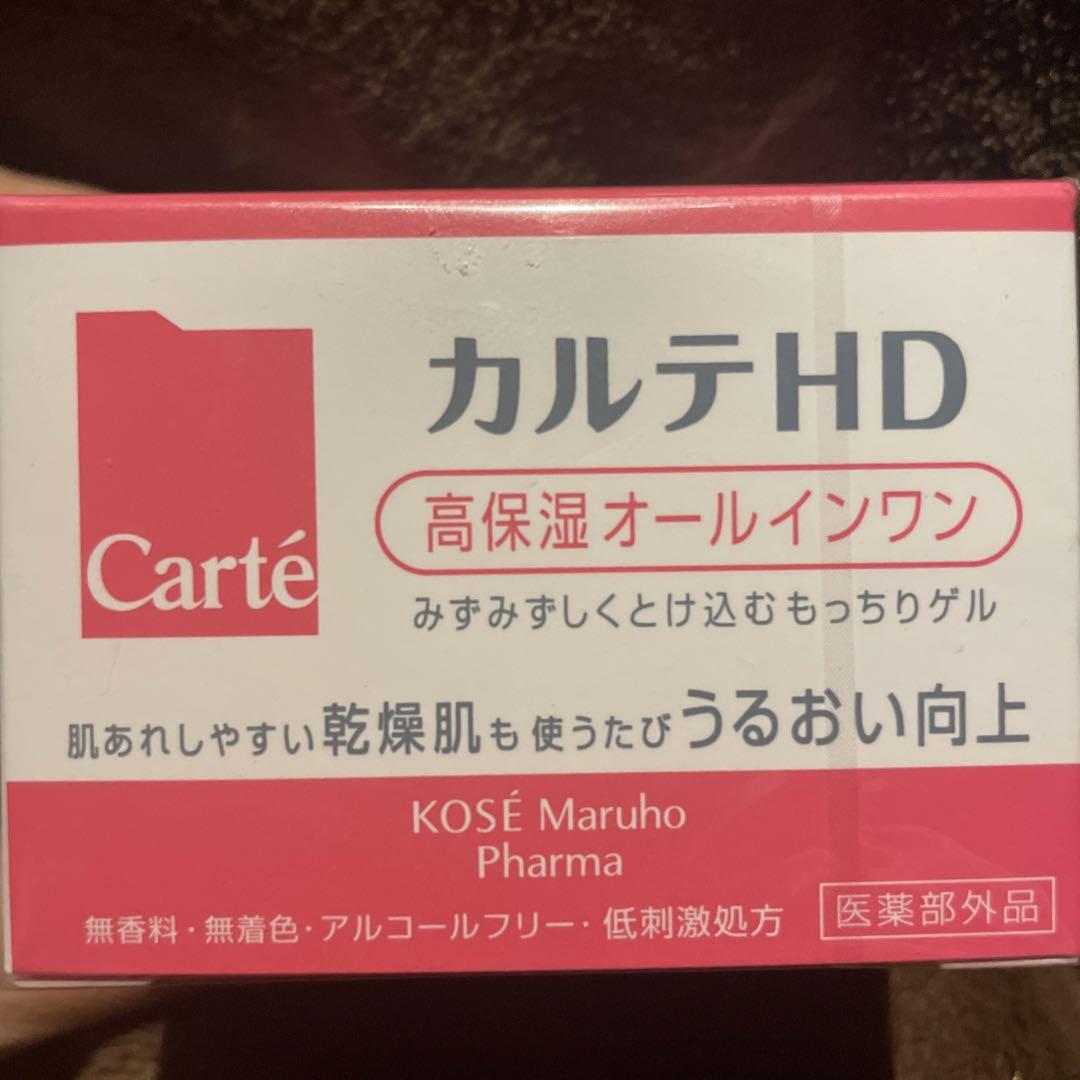 カルテHD
Carté
高保湿オールインワン
みずみずしくとけ込むもっちりゲル
肌あれしやすい乾燥肌も使うたびうるおい向上
KOSÉ Maruho
Pharma
無香料・無着色・アルコールフリー・低刺激処方
医薬部外品